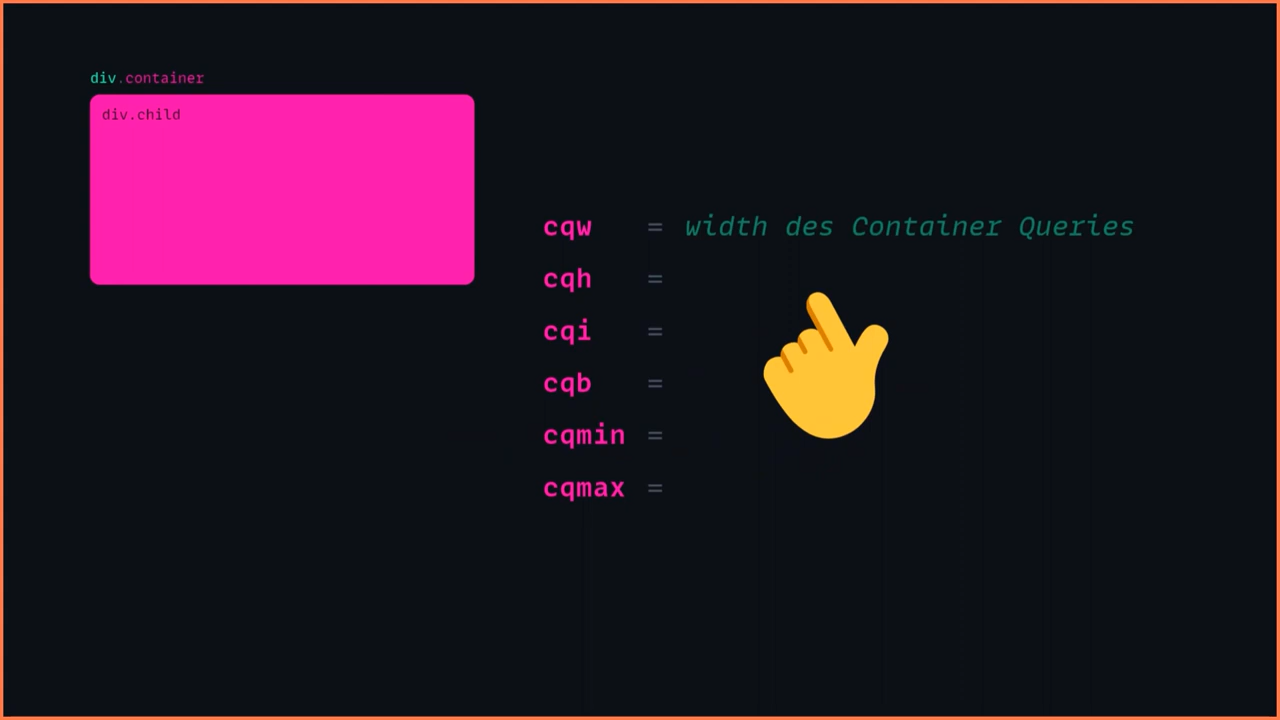 div.container
div.child
cqw = width des Container Queries
cqh =
cqi =
cqb =
cqmin =
cqmax =